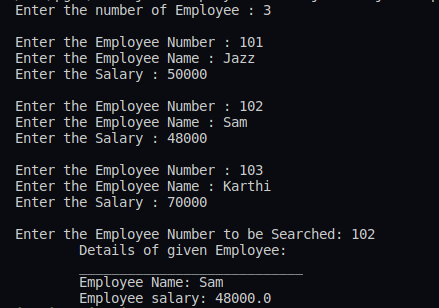 Enter the number of Employee : 3
Enter the Employee Number : 101
Enter the Employee Name : Jazz
Enter the Salary : 50000
Enter the Employee Number : 102
Enter the Employee Name : Sam
Enter the Salary : 48000
Enter the Employee Number : 103
Enter the Employee Name : Karthi
Enter the Salary : 70000
Enter the Employee Number to be Searched: 102
Details of given Employee:
____________________________
Employee Name: Sam
Employee salary: 48000.0